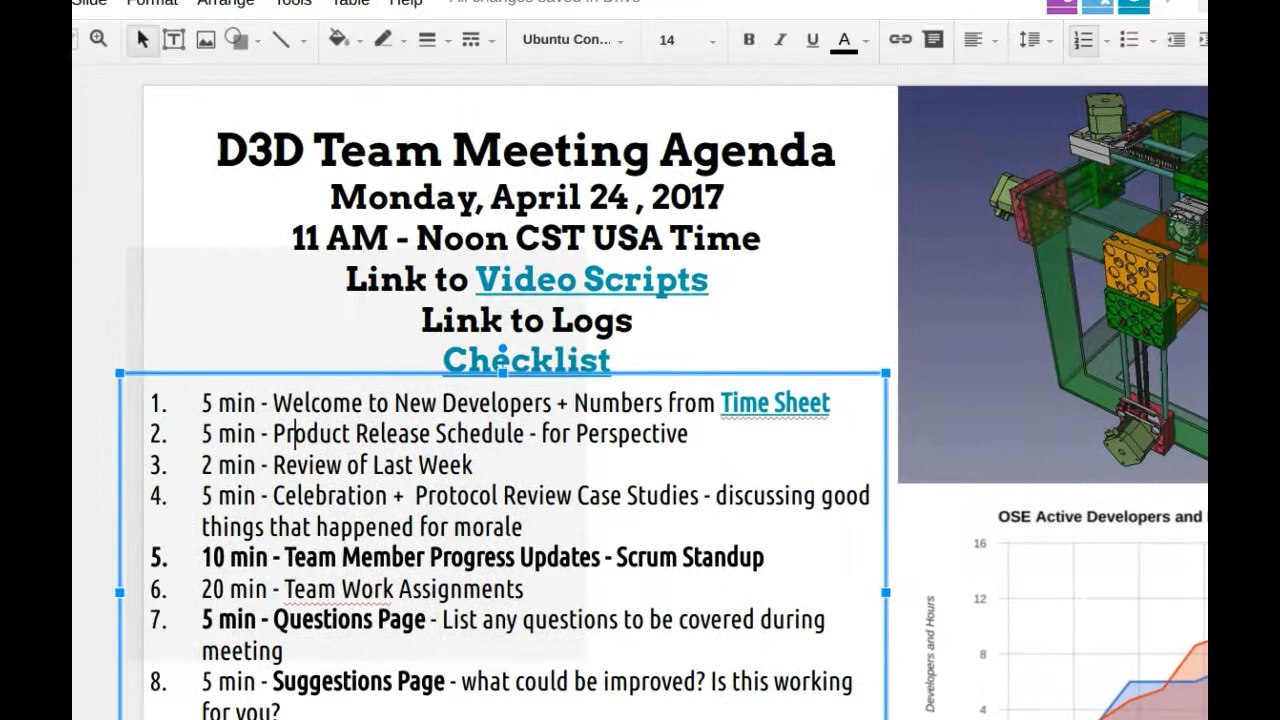 Slide Format Arrange Tools Table Help All changes saved in Drive
Ubuntu Con... 14 B I U A
D3D Team Meeting Agenda
Monday, April 24 , 2017
11 AM - Noon CST USA Time
Link to Video Scripts
Link to Logs
Checklist
1. 5 min - Welcome to New Developers + Numbers from Time Sheet
2. 5 min - Product Release Schedule - for Perspective
3. 2 min - Review of Last Week
4. 5 min - Celebration + Protocol Review Case Studies - discussing good
things that happened for morale
5. 10 min - Team Member Progress Updates - Scrum Standup
6. 20 min - Team Work Assignments
7. 5 min - Questions Page - List any questions to be covered during
meeting
8. 5 min - Suggestions Page - what could be improved? Is this working
for you?
OSE Active Developers and
16
12
8
4
Developers and Hours